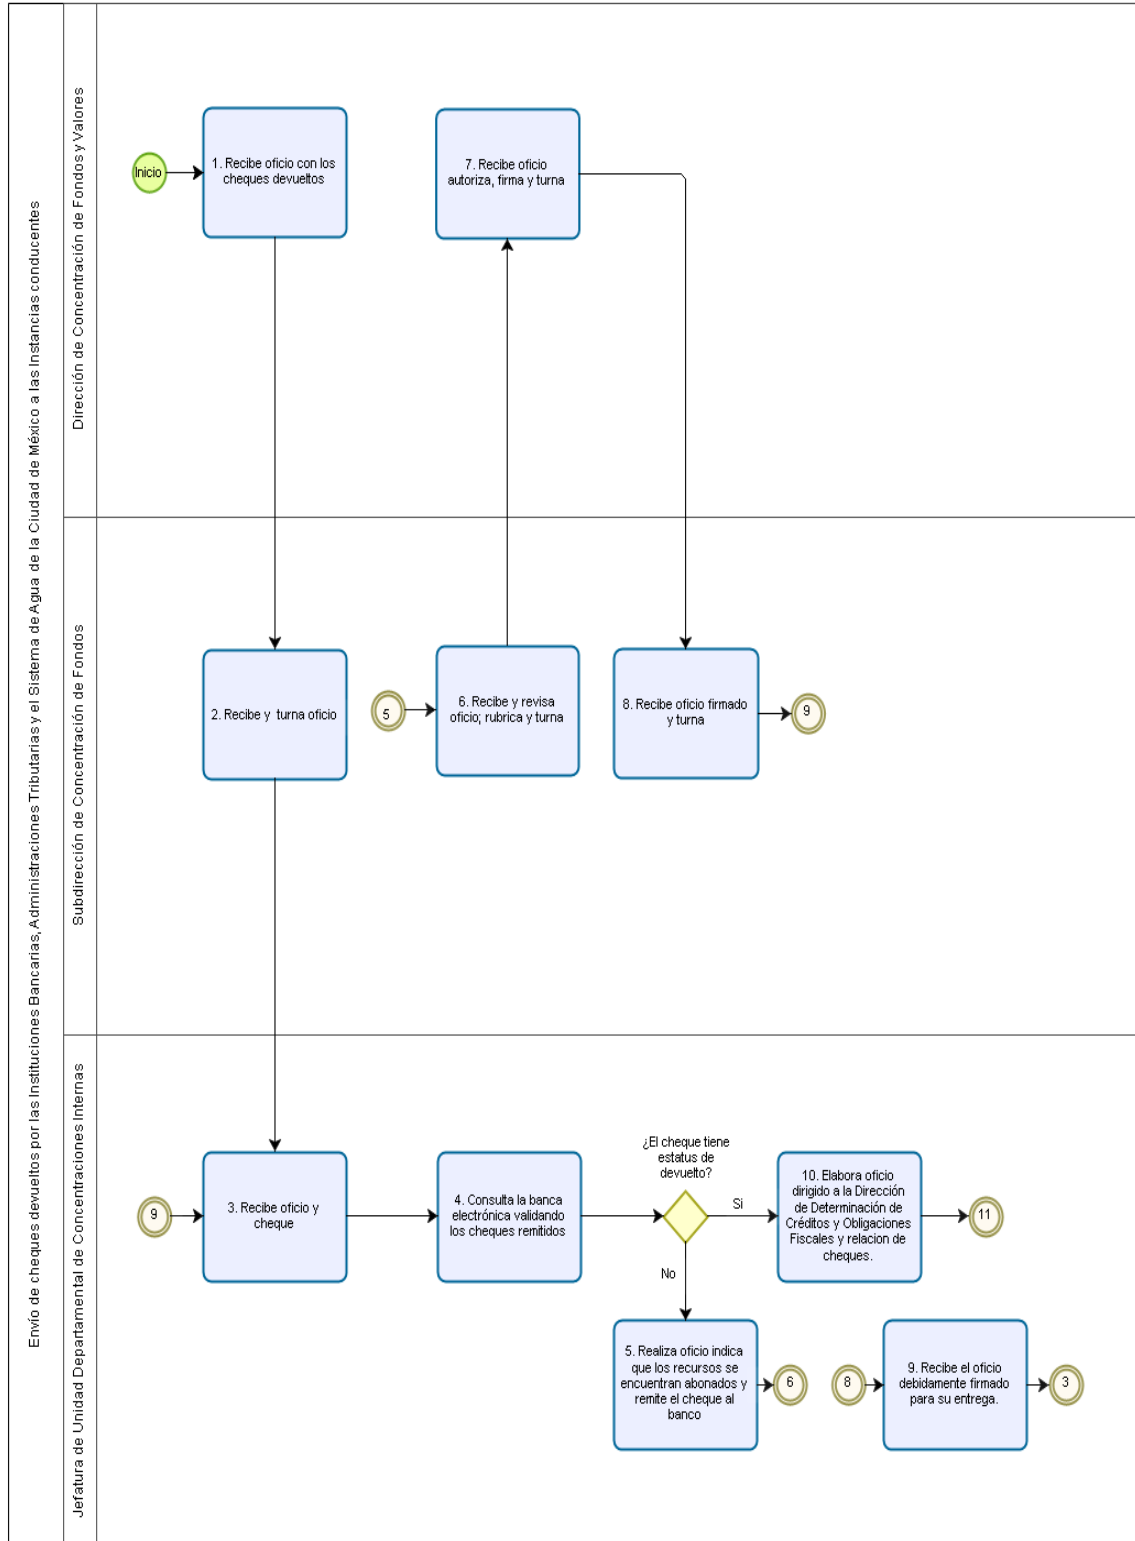 Envío de cheques devueltos por las Instituciones Bancarias, Administraciones Tributarias y el Sistema de Agua de la Ciudad de México a las Instancias conducentes
Dirección de Concentración de Fondos y Valores
Inicio
1. Recibe oficio con los
cheques devueltos
7. Recibe oficio
autoriza, firma y turna
Subdirección de Concentración de Fondos
2. Recibe y turna oficio
5
6. Recibe y revisa
oficio; rubrica y turna
8. Recibe oficio firmado
y turna
9
Jefatura de Unidad Departamental de Concentraciones Internas
9
3. Recibe oficio y
cheque
4. Consulta la banca
electrónica validando
los cheques remitidos
¿El cheque tiene
estatus de
devuelto?
Si
No
10. Elabora oficio
dirigido a la Dirección
de Determinación de
Créditos y Obligaciones
Fiscales y relacion de
cheques.
11
5. Realiza oficio indica
que los recursos se
encuentran abonados y
remite el cheque al
banco
6
8
9. Recibe el oficio
debidamente firmado
para su entrega.
3